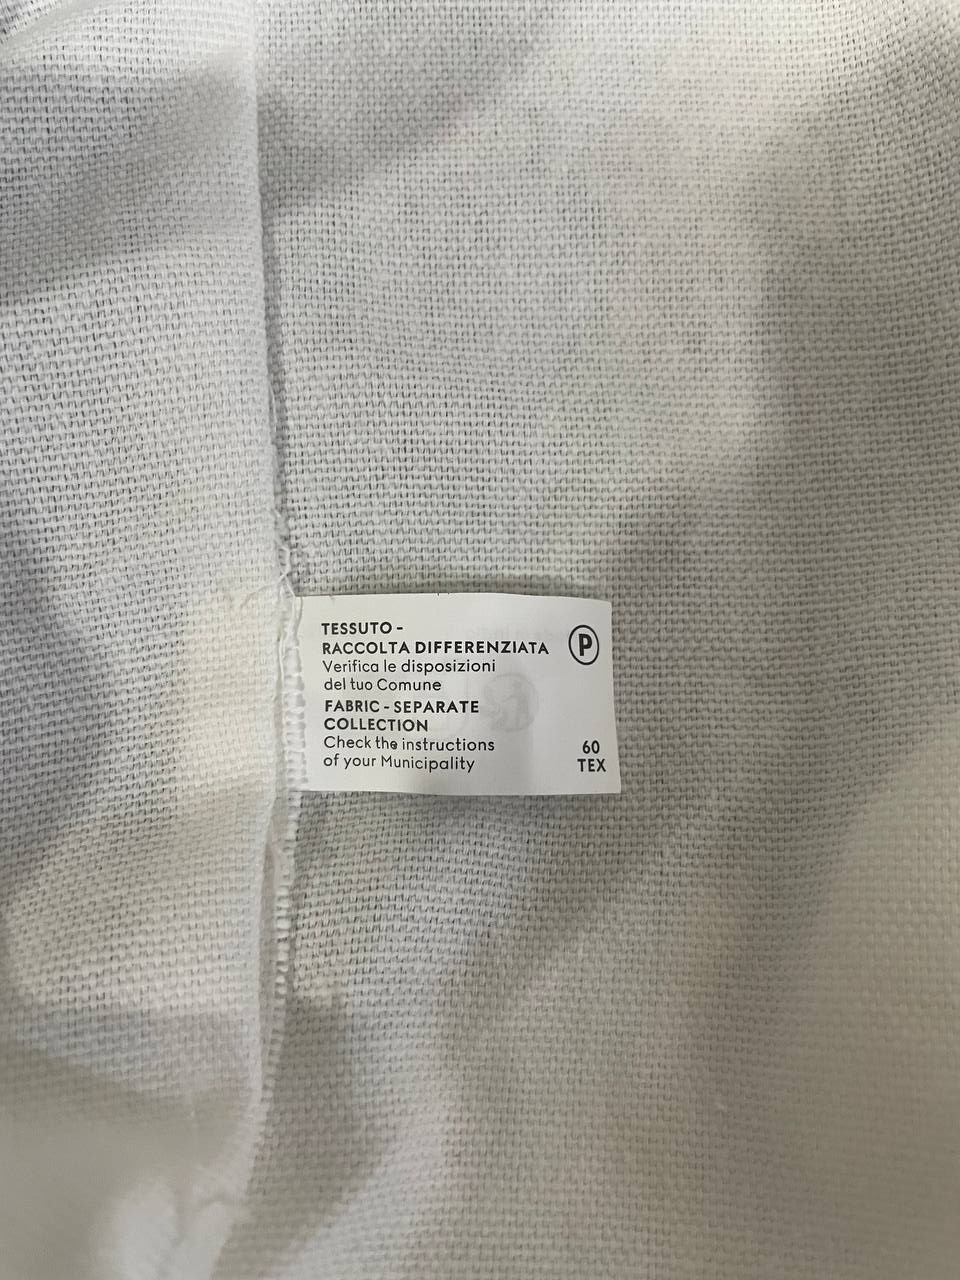 TESSUTO -
RACCOLTA DIFFERENZIATA
Verifica le disposizioni
del tuo Comune
FABRIC - SEPARATE
COLLECTION
Check the instructions
of your Municipality
P
60
TEX